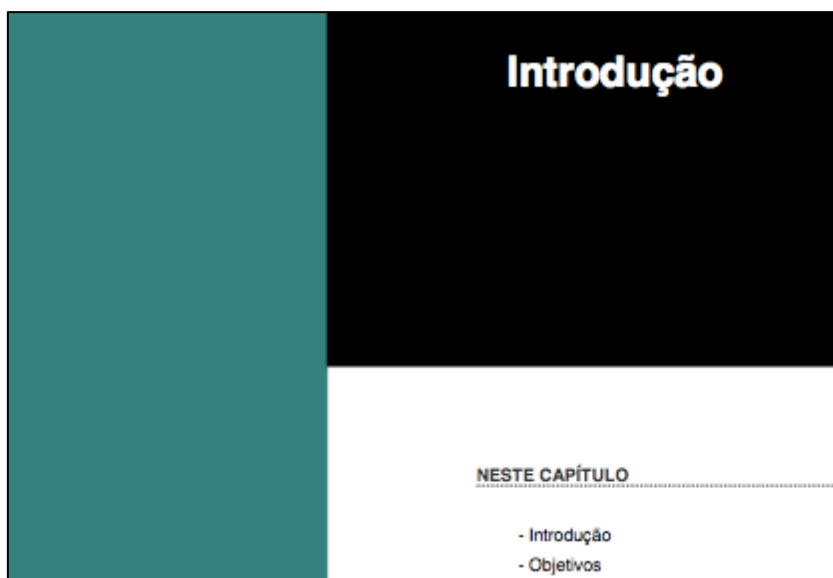 Introdução
NESTE CAPÍTULO
- Introdução
- Objetivos